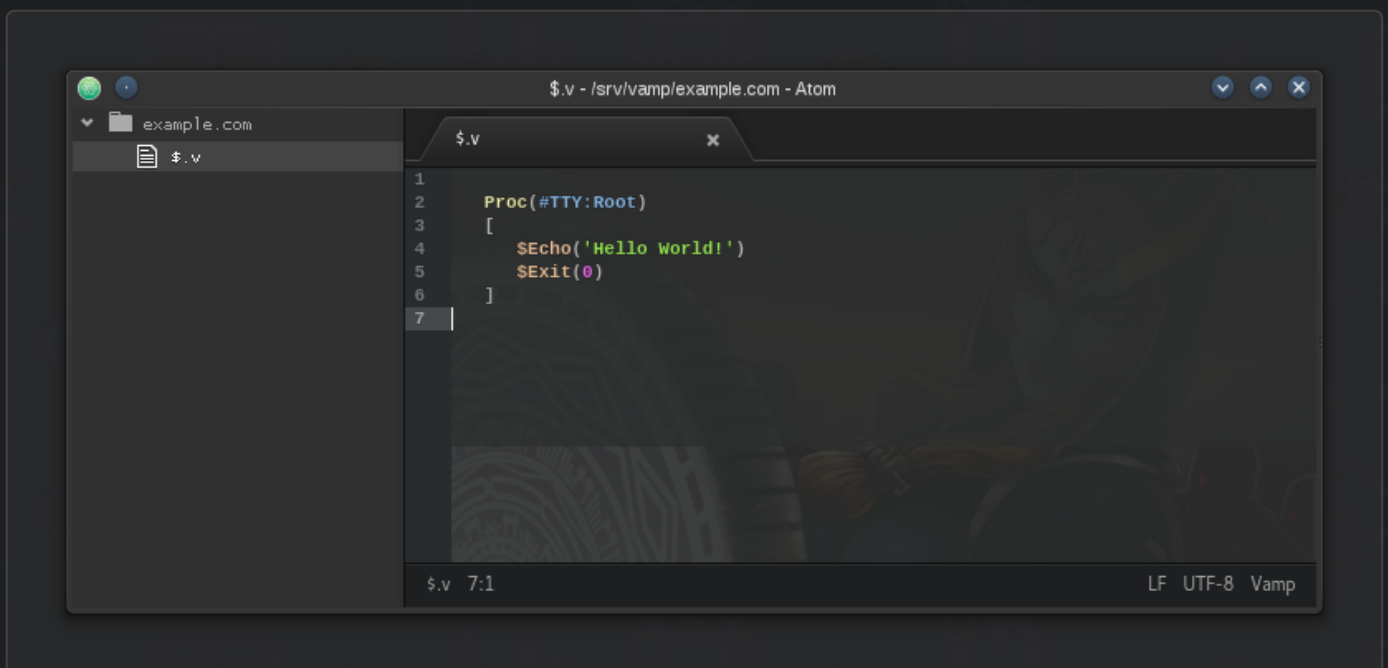 $.v - /srv/vamp/example.com - Atom
example.com
$.v
$.v
1
2 Proc(#TTY:Root)
3 [
4 $Echo('Hello World!')
5 $Exit(0)
6 ]
7
$.v 7:1 LF UTF-8 Vamp